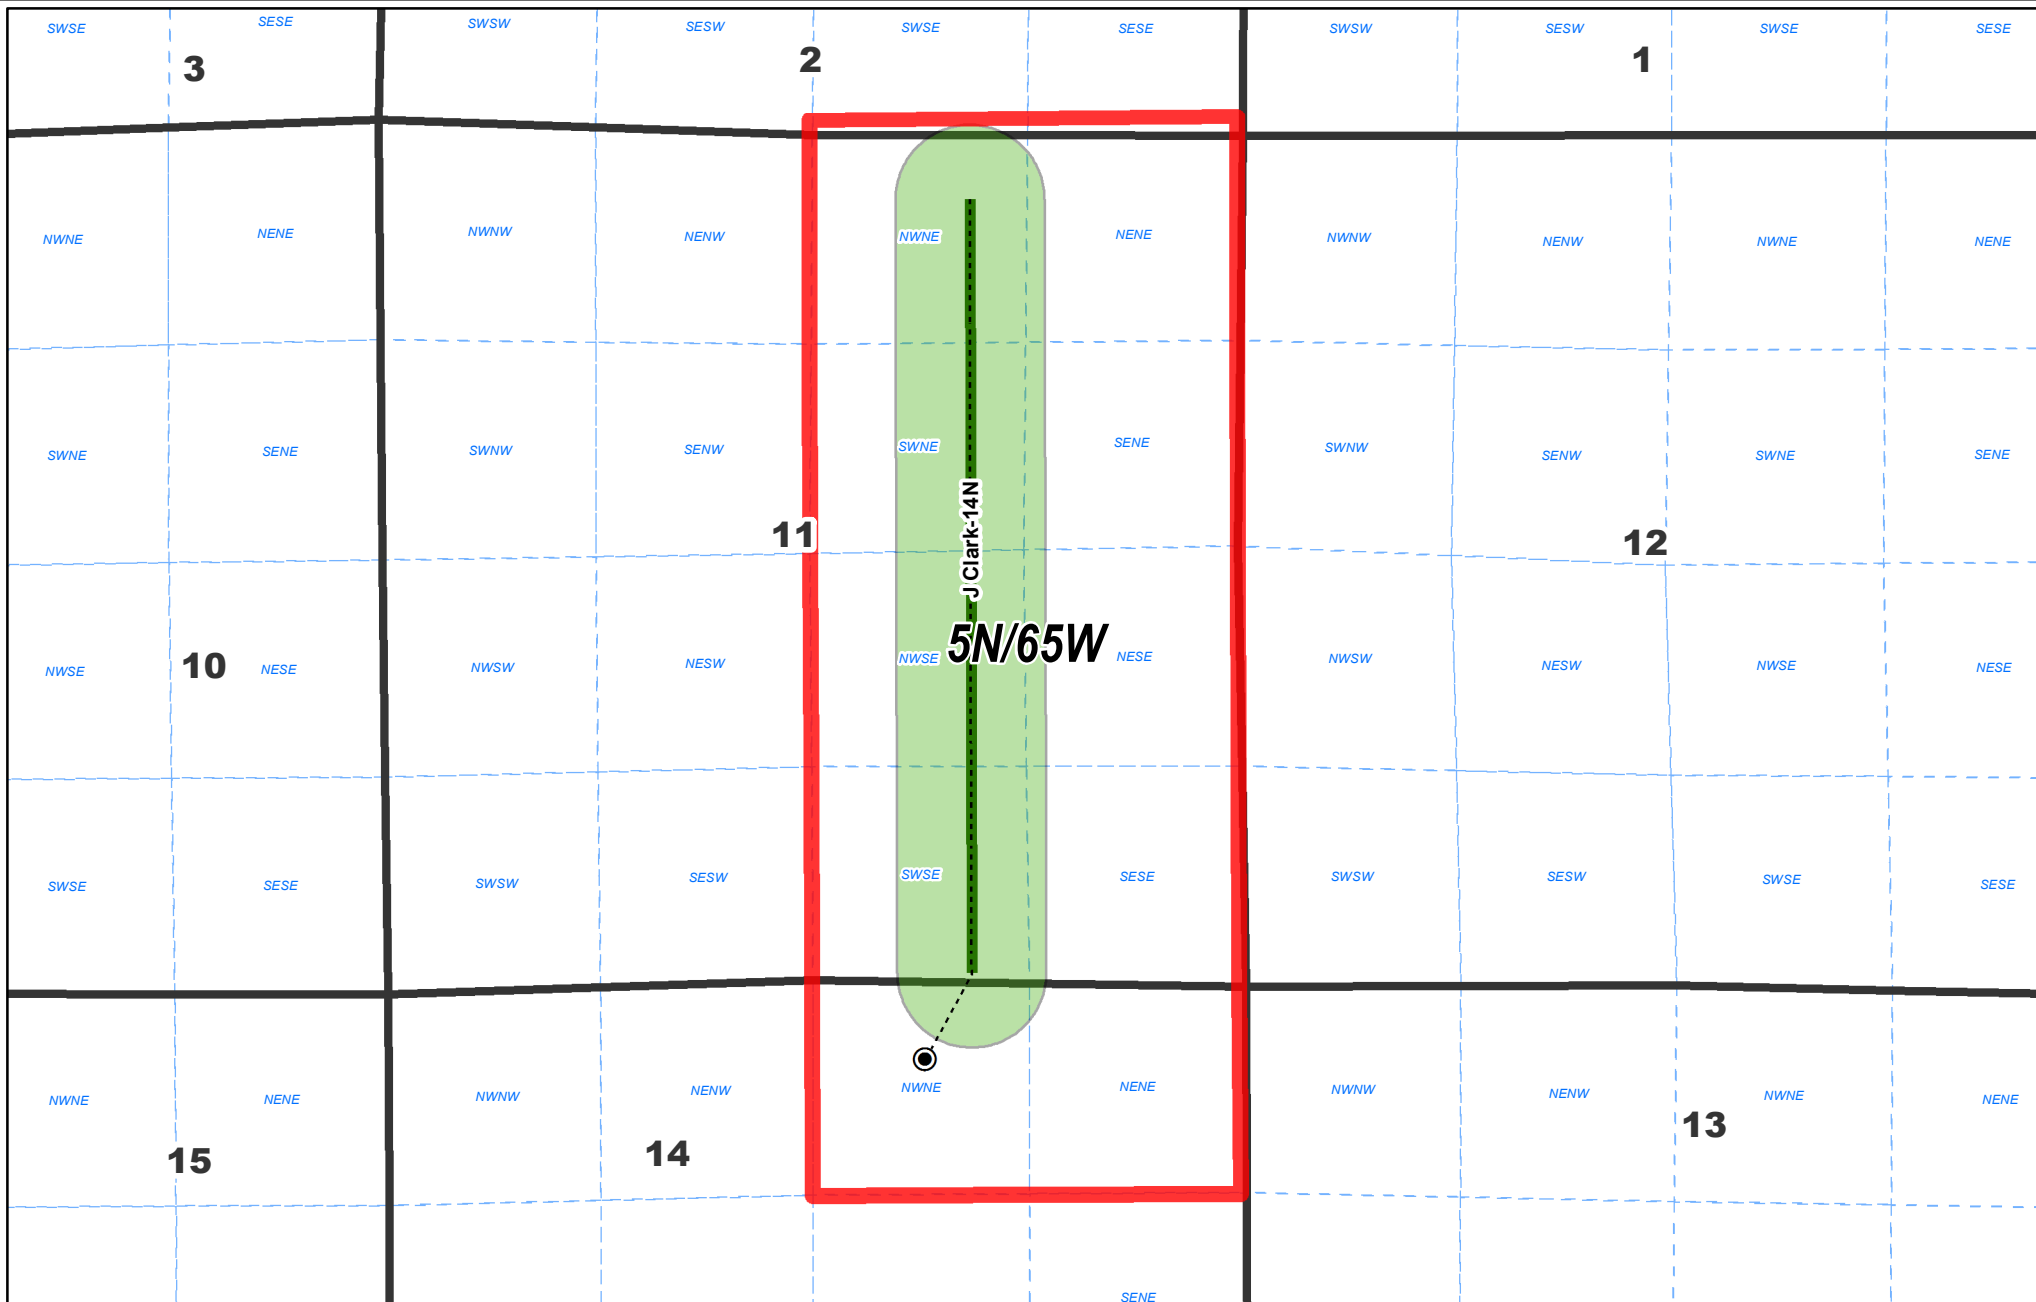 SWSE SESE SWSW SESW SWSE SESE SWSW SESW SWSE SESE
3 2 1
NWNE NENE NWNW NENW NWNE NENE NWNW NENW NWNE NENE
SWNE SENE SWNW SENW SWNE SENE SWNW SENW SWNE SENE
J Clark-14N
11 12
5N/65W
NWSE 10 NESE NWSW NESW NWSE NESE NWSW NESW NWSE NESE
SWSE SESE SWSW SESW SWSE SESE SWSW SESW SWSE SESE
NWNE NENE NWNW NENW NWNE NENE NWNW NENW NWNE NENE
15 14 13
SENE